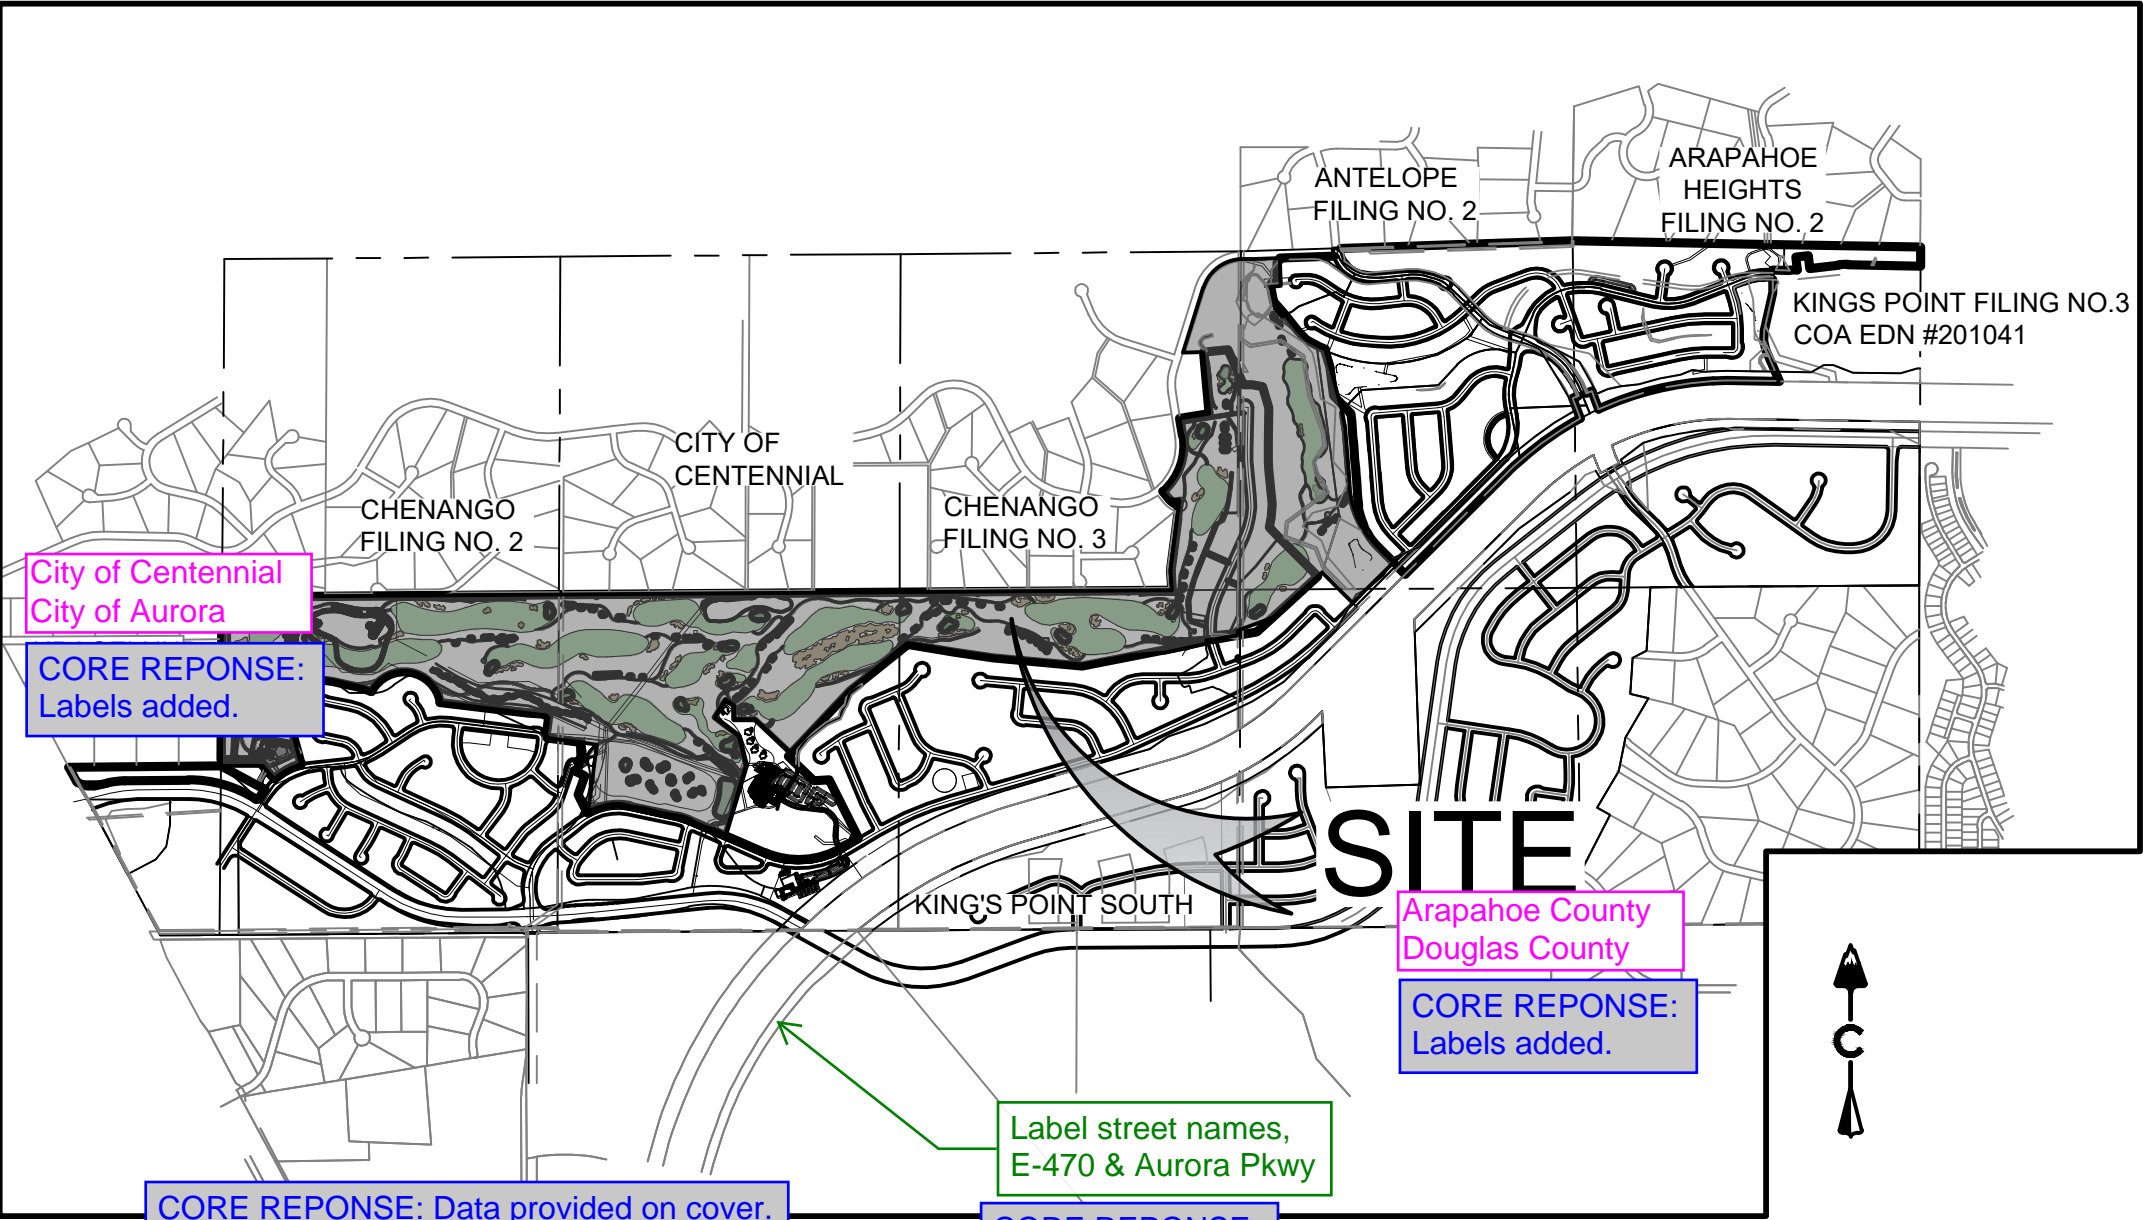 ARAPAHOE
HEIGHTS
FILING NO. 2
ANTELOPE
FILING NO. 2
KINGS POINT FILING NO.3
COA EDN #201041
CITY OF
CENTENNIAL
CHENANGO
FILING NO. 2
CHENANGO
FILING NO. 3
City of Centennial
City of Aurora
CORE REPONSE:
Labels added.
SITE
KING'S POINT SOUTH
Arapahoe County
Douglas County
CORE REPONSE:
Labels added.
C
Label street names,
E-470 & Aurora Pkwy
CORE REPONSE: Data provided on cover.
CORE REPONSE: